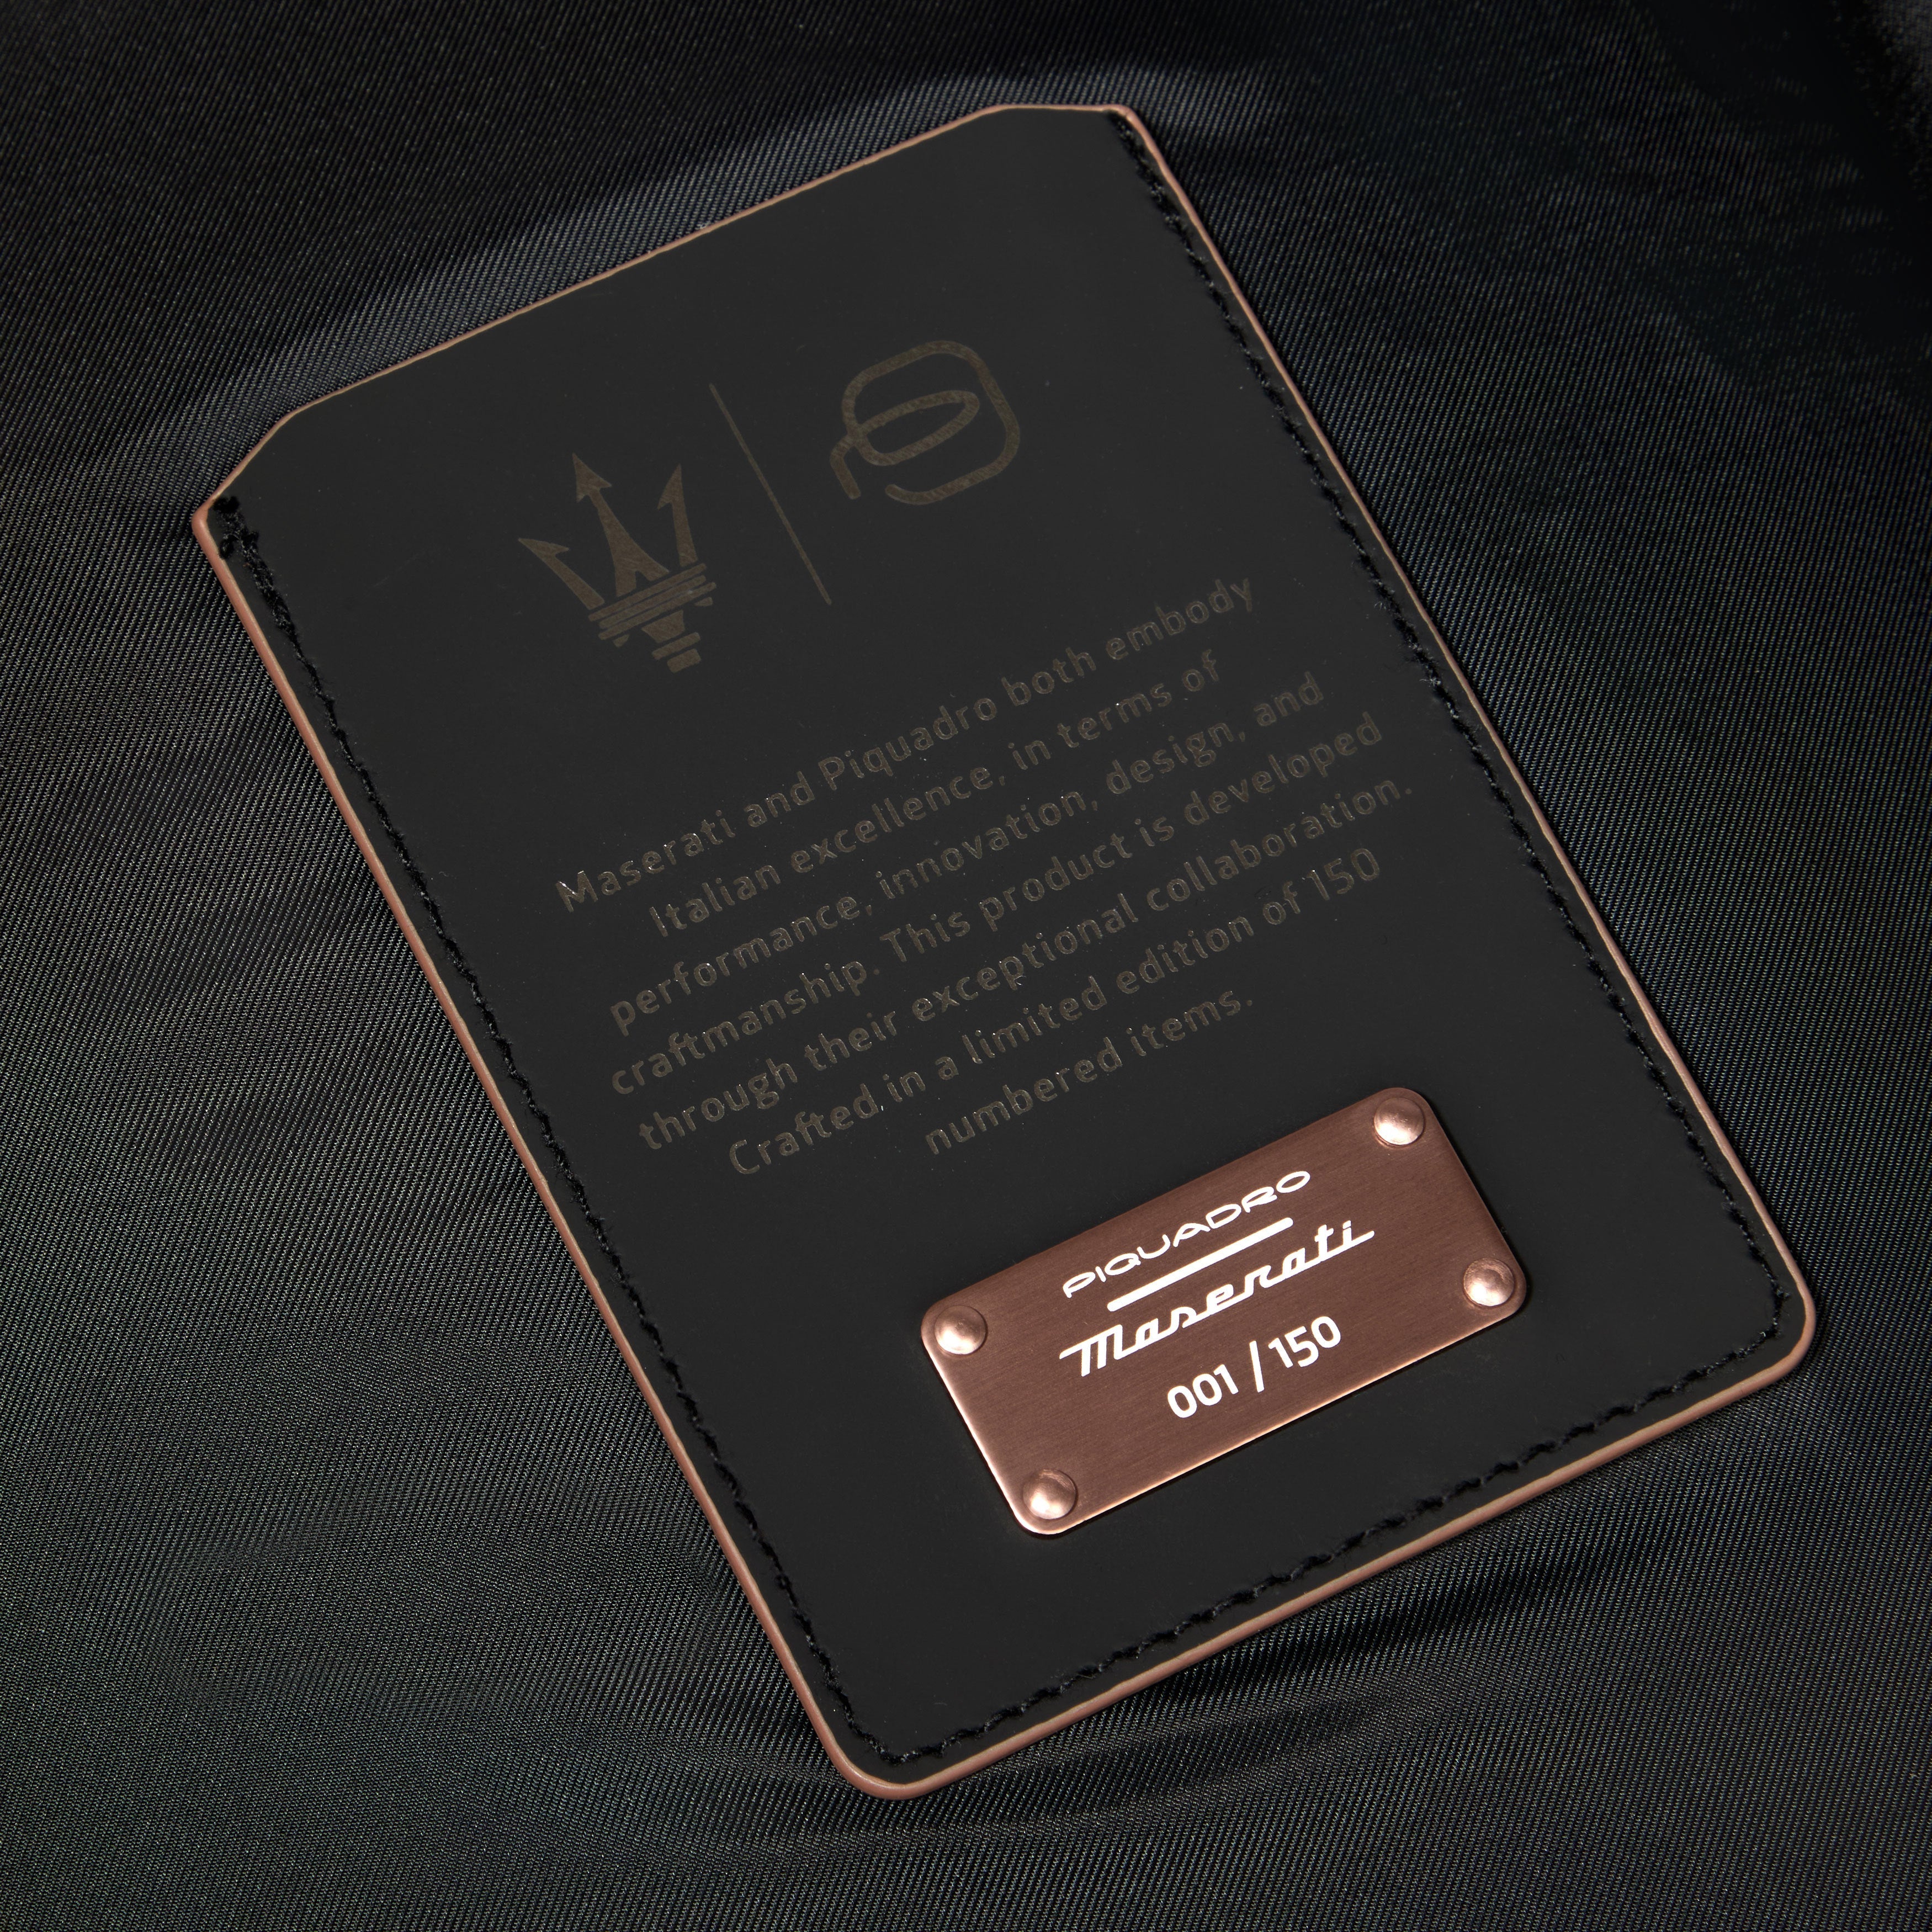 Maserati and Piquadro both embody
Italian excellence, in terms of
performance, innovation, design, and
craftmanship. This product is developed
through their exceptional collaboration.
Crafted in a limited edition of 150
numbered items.
PIQUADRO
Maserati
001 / 150